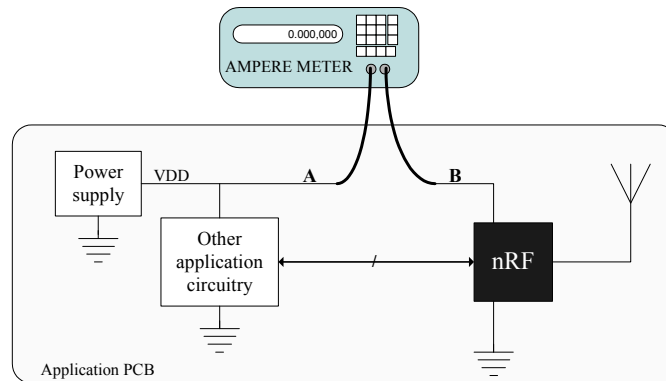 0.000,000
AMPERE METER
Power
supply
VDD
A
B
Other
application
circuitry
/
nRF
Application PCB